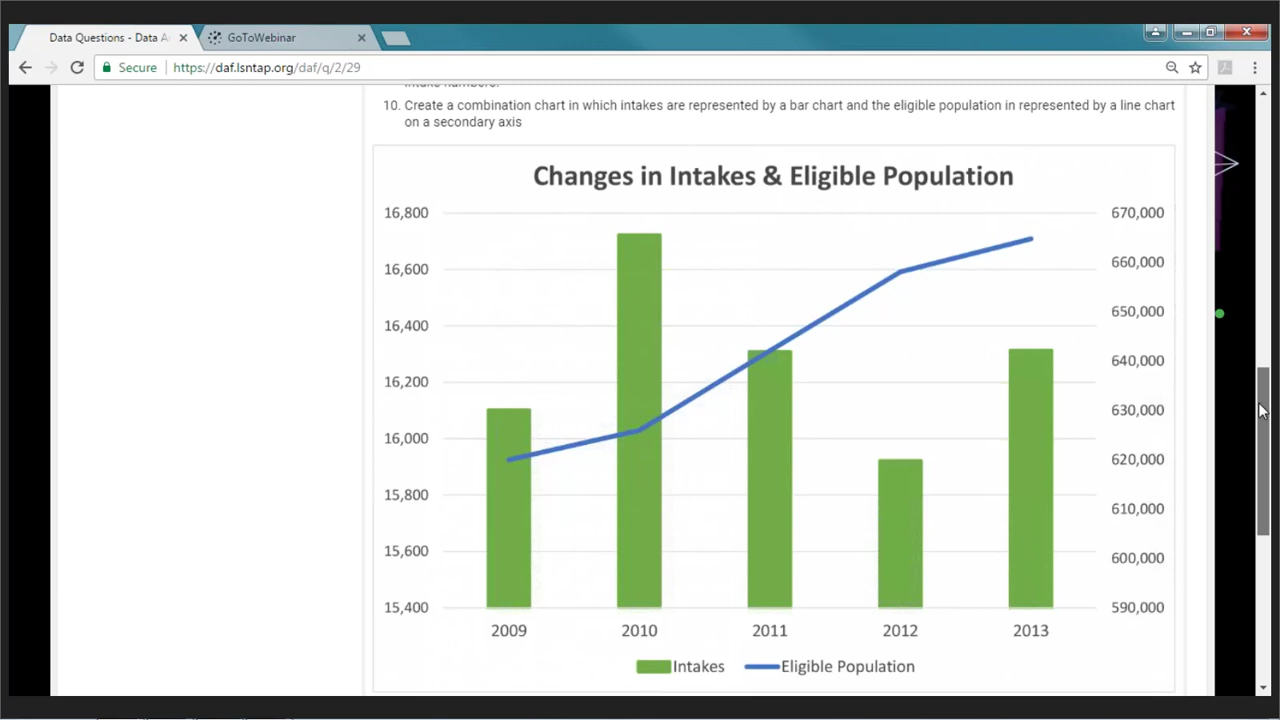 Data Questions - Data A
GoToWebinar
Secure
https://daf.lsntap.org/daf/q/2/29
intake numbers.
10. Create a combination chart in which intakes are represented by a bar chart and the eligible population in represented by a line chart
on a secondary axis
Changes in Intakes & Eligible Population
16,800
670,000
16,600
660,000
16,400
650,000
16,200
640,000
16,000
630,000
15,800
620,000
15,600
610,000
15,400
600,000
590,000
2009 2010 2011 2012 2013
Intakes Eligible Population